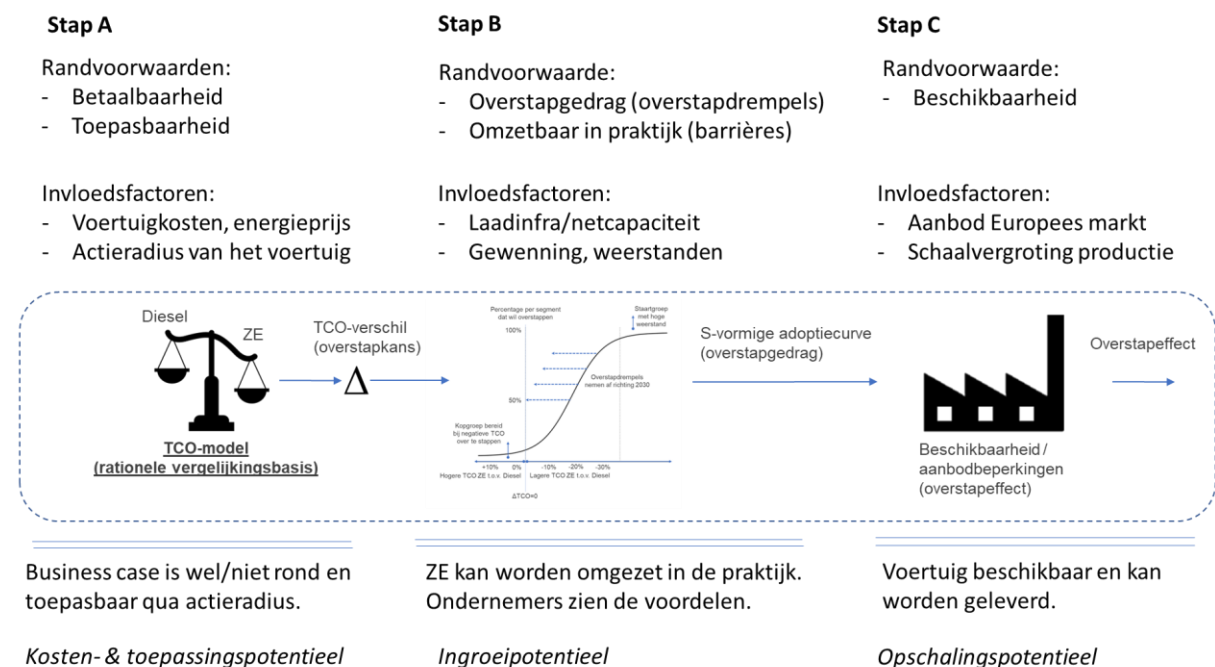 Stap A
Randvoorwaarden:
- Betaalbaarheid
- Toepasbaarheid
Invloedsfactoren:
- Voertuigkosten, energieprijs
- Actieradius van het voertuig
Stap B
Randvoorwaarde:
- Overstapgedrag (overstapdrempels)
- Omzetbaar in praktijk (barrières)
Invloedsfactoren:
- Laadinfra/netcapaciteit
- Gewenning, weerstanden
Stap C
Randvoorwaarde:
- Beschikbaarheid
Invloedsfactoren:
- Aanbod Europees markt
- Schaalvergroting productie
Diesel
ZE
TCO-model
(rationele vergelijkingsbasis)
TCO-verschil
(overstapkans)
Δ
Percentage per segment
dat wil overstappen
100%
50%
Staartgroep
met hoge
weerstand
Overstapdrempels
nemen af richting 2030
Kopgroep bereid
bij negatieve TCO
over te stappen
+10% 0% -10% -20% -30%
Hogere TCO ZE t.o.v. Diesel Lagere TCO ZE t.o.v. Diesel
ΔTCO=0
S-vormige adoptiecurve
(overstapgedrag)
Beschikbaarheid /
aanbodbeperkingen
(overstapeffect)
Overstapeffect
Business case is wel/niet rond en
toepasbaar qua actieradius.
Kosten- & toepassingspotentieel
ZE kan worden omgezet in de praktijk.
Ondernemers zien de voordelen.
Ingroeipotentieel
Voertuig beschikbaar en kan
worden geleverd.
Opschalingspotentieel